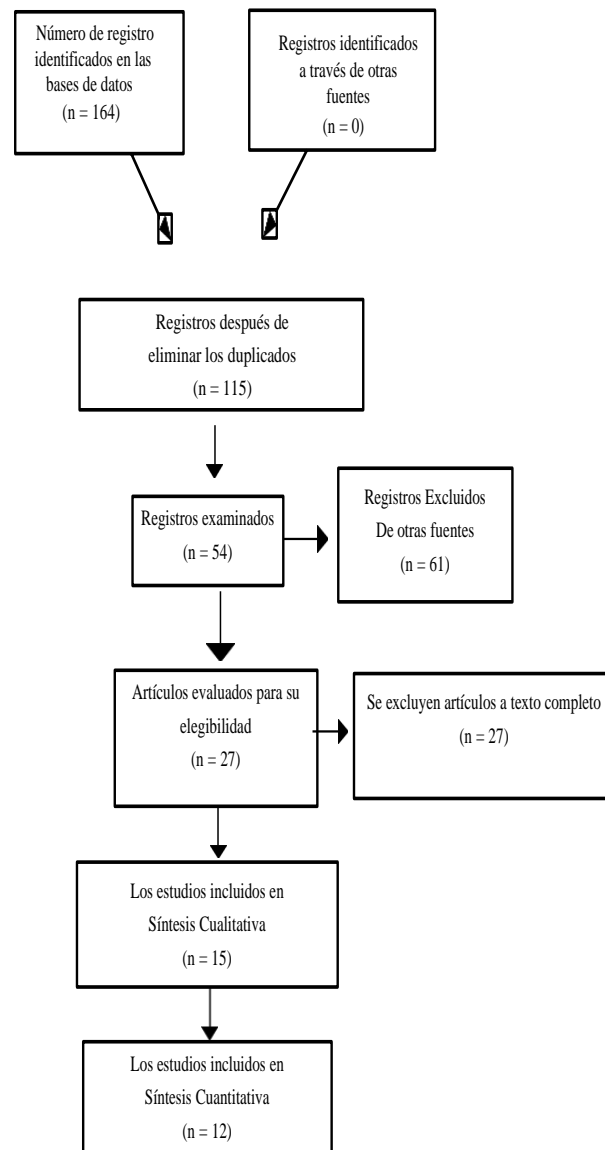 Número de registro
identificados en las
bases de datos
(n = 164)
Registros identificados
a través de otras
fuentes
(n = 0)
Registros después de
eliminar los duplicados
(n = 115)
Registros examinados
(n = 54)
Registros Excluidos
De otras fuentes
(n = 61)
Artículos evaluados para su
elegibilidad
(n = 27)
Se excluyen artículos a texto completo
(n = 27)
Los estudios incluidos en
Síntesis Cualitativa
(n = 15)
Los estudios incluidos en
Síntesis Cuantitativa
(n = 12)